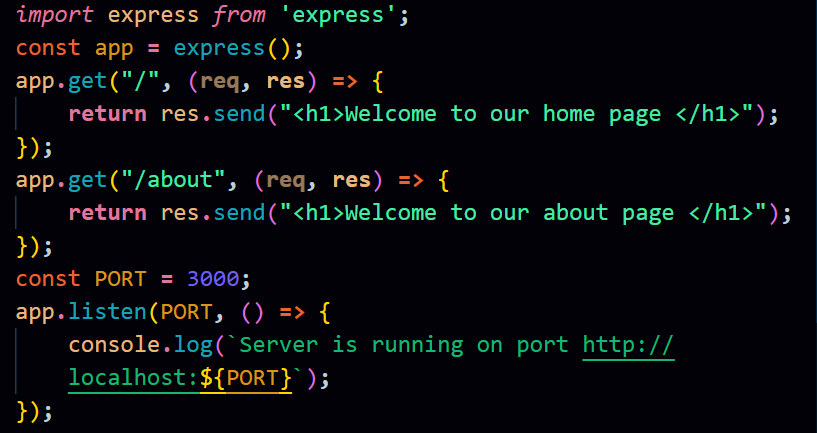 import express from 'express';
const app = express();
app.get("/", (req, res) => {
    return res.send("<h1>Welcome to our home page </h1>");
});
app.get("/about", (req, res) => {
    return res.send("<h1>Welcome to our about page </h1>");
});
const PORT = 3000;
app.listen(PORT, () => {
    console.log(`Server is running on port http://
    localhost:${PORT}`);
});